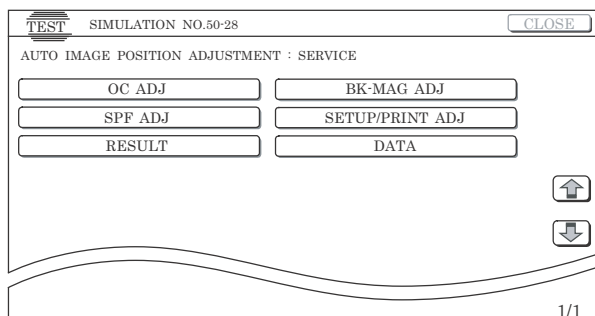 TEST SIMULATION NO.50-28 CLOSE
AUTO IMAGE POSITION ADJUSTMENT : SERVICE
OC ADJ BK-MAG ADJ
SPF ADJ SETUP/PRINT ADJ
RESULT DATA
1/1